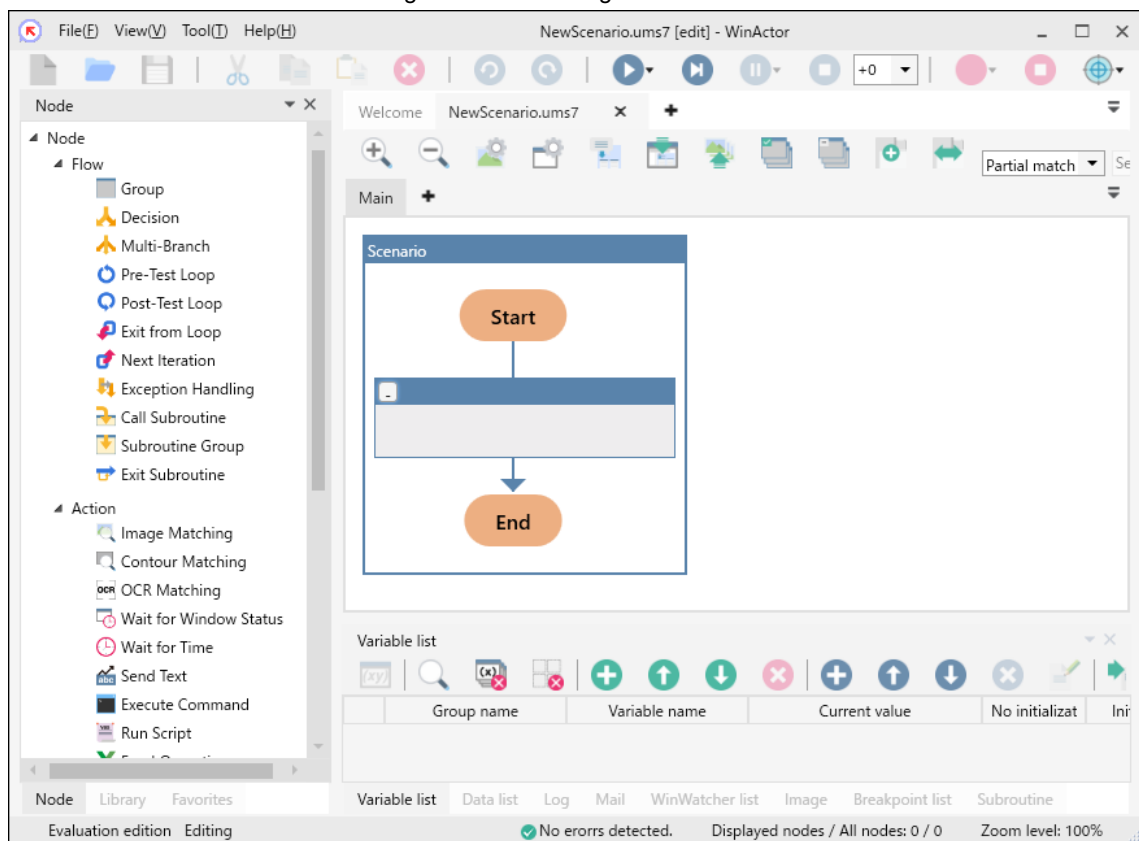 File(F) View(V) Tool(T) Help(H) NewScenario.ums7 [edit] - WinActor
+0
Node
Welcome NewScenario.ums7
Node
Flow
Group
Decision
Multi-Branch
Pre-Test Loop
Post-Test Loop
Exit from Loop
Next Iteration
Exception Handling
Call Subroutine
Subroutine Group
Exit Subroutine
Action
Image Matching
Contour Matching
OCR OCR Matching
Wait for Window Status
Wait for Time
abc Send Text
Execute Command
Run Script
Partial match Se
Main
Scenario
Start
-
End
Variable list
(xy) (x)
Group name Variable name Current value No initializat Ini
Node Library Favorites
Variable list Data list Log Mail WinWatcher list Image Breakpoint list Subroutine
Evaluation edition Editing No erorrs detected. Displayed nodes / All nodes: 0 / 0 Zoom level: 100%